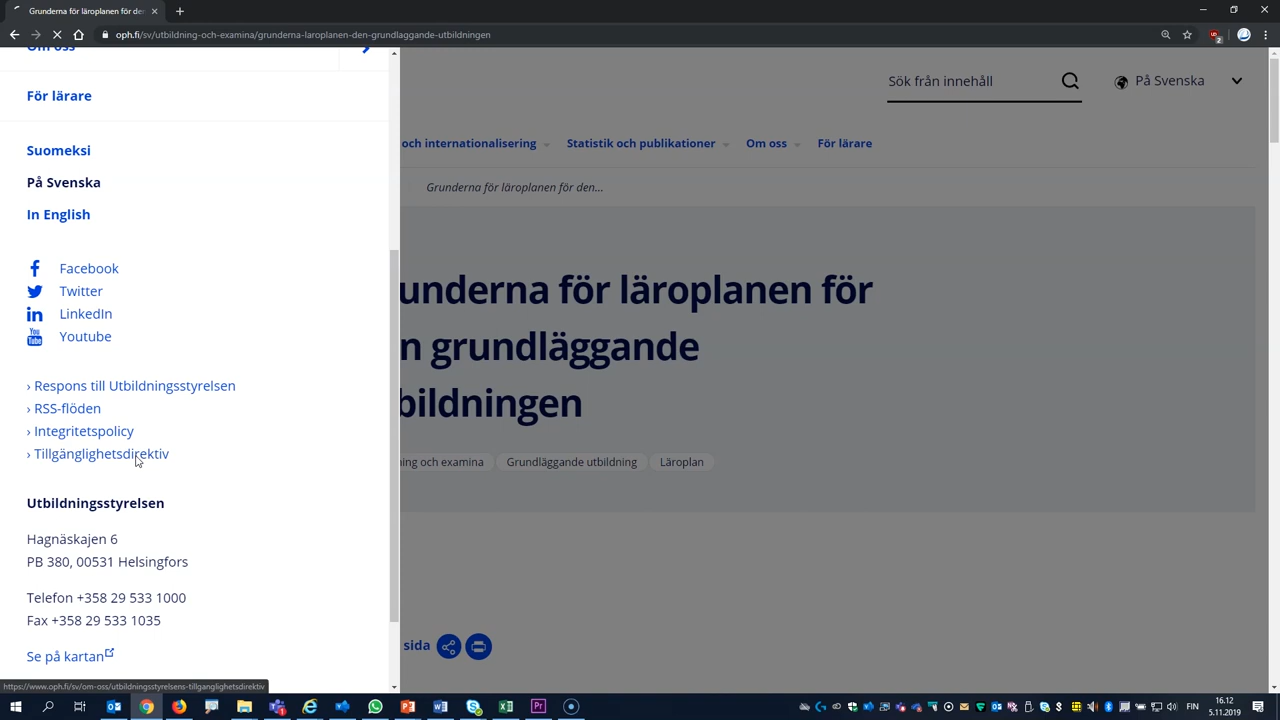 oph.fi/sv/utbildning-och-examina/grunderna-laroplanen-den-grundlaggande-utbildningen
Om oss
För lärare
Suomeksi
På Svenska
In English
Facebook
Twitter
LinkedIn
Youtube
› Respons till Utbildningsstyrelsen
› RSS-flöden
› Integritetspolicy
› Tillgänglighetsdirektiv
Utbildningsstyrelsen
Hagnäskajen 6
PB 380, 00531 Helsingfors
Telefon +358 29 533 1000
Fax +358 29 533 1035
Se på kartan
https://www.oph.fi/sv/om-oss/utbildningsstyrelsens-tillganglighetsdirektiv
Sök från innehåll
På Svenska
och internationalisering
Statistik och publikationer
Om oss
För lärare
Grunderna för läroplanen för den...
underna för läroplanen för
n grundläggande
bildningen
ning och examina
Grundläggande utbildning
Läroplan
sida
FIN
16.12
5.11.2019